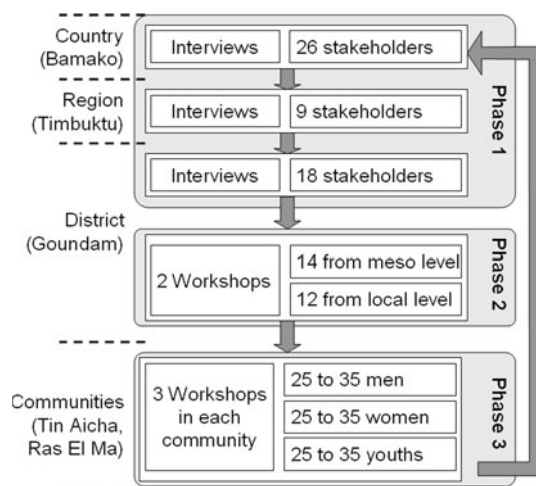 Country
(Bamako)
Interviews
26 stakeholders
Region
(Timbuktu)
Interviews
9 stakeholders
Interviews
18 stakeholders
Phase 1
District
(Goundam)
2 Workshops
14 from meso level
12 from local level
Phase 2
Communities
(Tin Aicha,
Ras El Ma)
3 Workshops
in each
community
25 to 35 men
25 to 35 women
25 to 35 youths
Phase 3